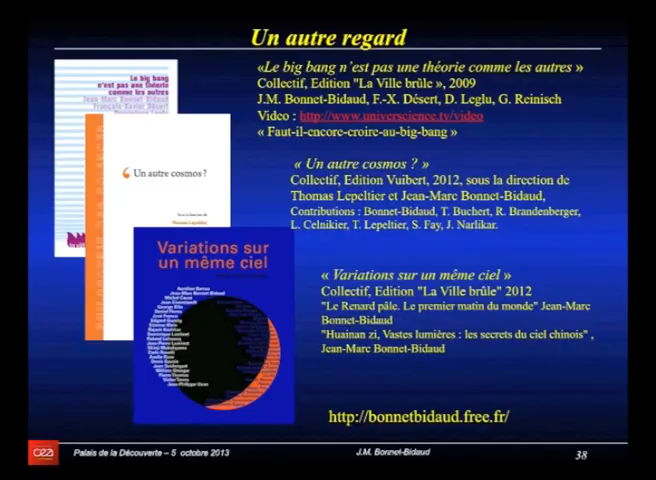 Un autre regard
«Le big bang n'est pas une théorie comme les autres »
Collectif, Edition "La Ville brûle », 2009
J.M. Bonnet-Bidaud, F.-X. Désert, D. Leglu, G. Reinisch
Video : http://www.universcience.tv/video
« Faut-il-encore-croire-au-big-bang »
Le big bang
n'est pas une théorie
comme les autres
Jean-Marc Bonnet-Bidaud
François-Xavier Désert
Un autre cosmos ?
« Un autre cosmos ? »
Collectif, Edition Vuibert, 2012, sous la direction de
Thomas Lepeltier et Jean-Marc Bonnet-Bidaud,
Contributions : Bonnet-Bidaud, T. Buchert, R. Brandenberger,
L. Celnikier, T. Lepeltier, S. Fay, J. Narlikar.
Variations sur
un même ciel
« Variations sur un même ciel »
Collectif, Edition "La Ville brûle" 2012
"Le Renard pâle. Le premier matin du monde" Jean-Marc
Bonnet-Bidaud
"Huainan zi, Vastes lumières : les secrets du ciel chinois" ,
Jean-Marc Bonnet-Bidaud
http://bonnetbidaud.free.fr/
cea
Palais de la Découverte – 5 octobre 2013
J.M. Bonnet-Bidaud
38